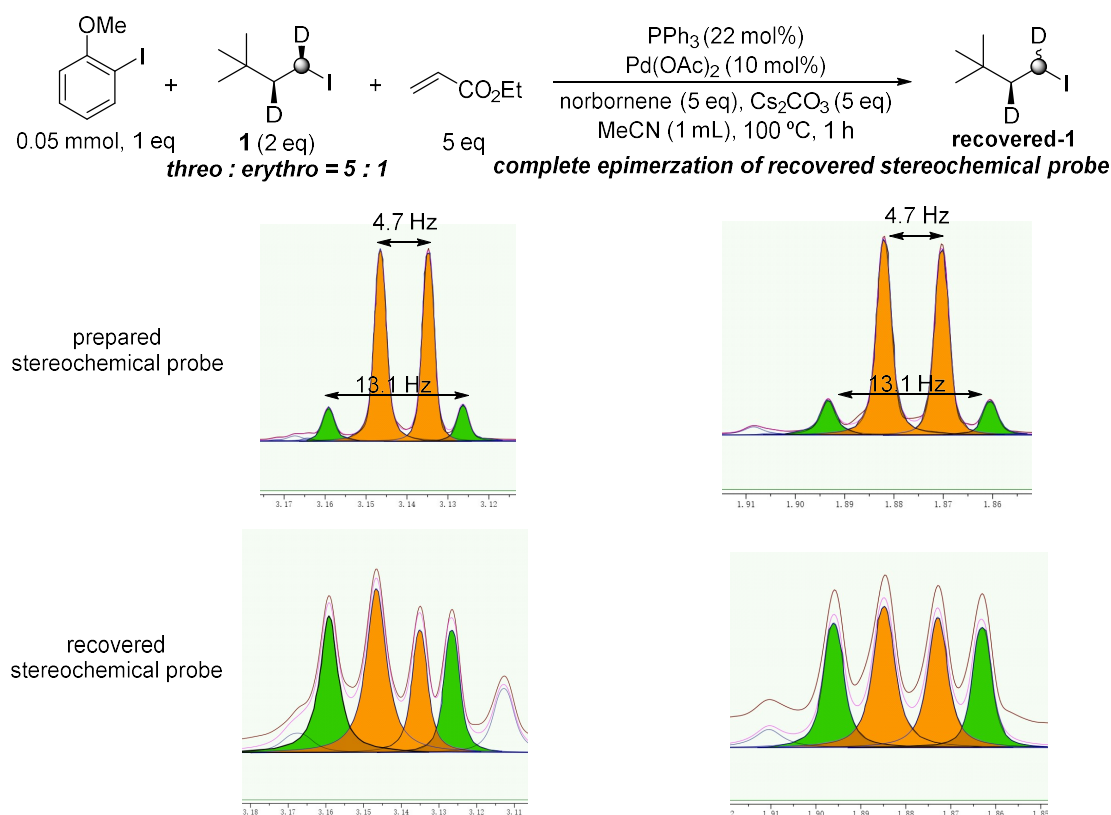 OMe
I
+
D
I
D
+
CO₂Et
PPh₃ (22 mol%)
Pd(OAc)₂ (10 mol%)
norbornene (5 eq), Cs₂CO₃ (5 eq)
MeCN (1 mL), 100 ºC, 1 h
D
I
D
0.05 mmol, 1 eq
1 (2 eq)
5 eq
recovered-1
threo : erythro = 5 : 1
complete epimerzation of recovered stereochemical probe
4.7 Hz
13.1 Hz
3.17 3.16 3.15 3.14 3.13 3.12
4.7 Hz
13.1 Hz
1.91 1.90 1.89 1.88 1.87 1.86
prepared
stereochemical probe
recovered
stereochemical probe
3.18 3.17 3.16 3.15 3.14 3.13 3.12 3.11
1.91 1.90 1.89 1.88 1.87 1.86